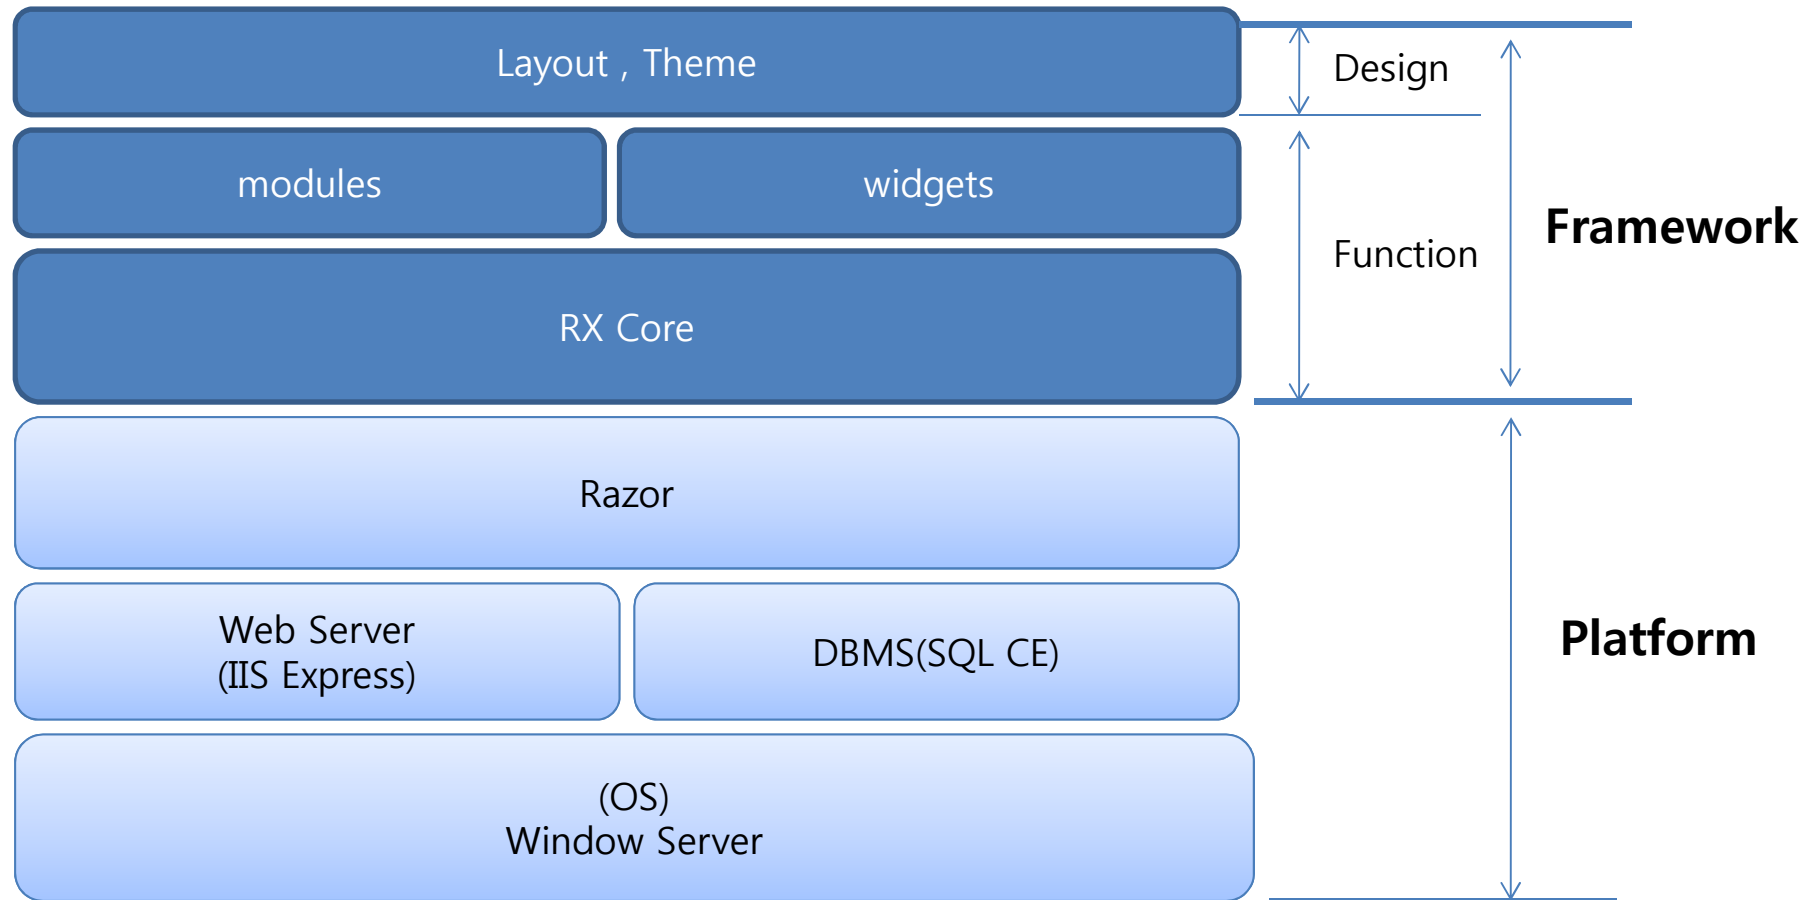 Layout , Theme
Design
modules
widgets
Framework
Function
RX Core
Razor
Web Server
(IIS Express)
DBMS(SQL CE)
Platform
(OS)
Window Server